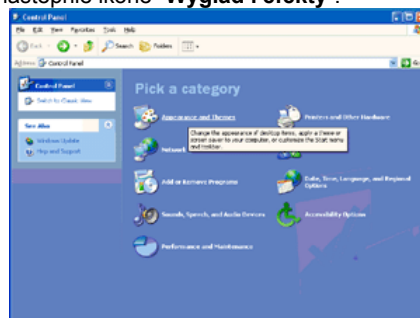 następnie ikonę "Wygląd i efekty".
Control Panel
File Edit View Favorites Tools Help
Back Search Folders
Address Control Panel Go
Control Panel
Switch to Classic View
See Also
Windows Update
Help and Support
Pick a category
Appearance and Themes
Printers and Other Hardware
Change the appearance of desktop items, apply a theme or screen saver to your computer, or customize the Start menu and taskbar.
Network
Add or Remove Programs
Date, Time, Language, and Regional Options
Sounds, Speech, and Audio Devices
Accessibility Options
Performance and Maintenance